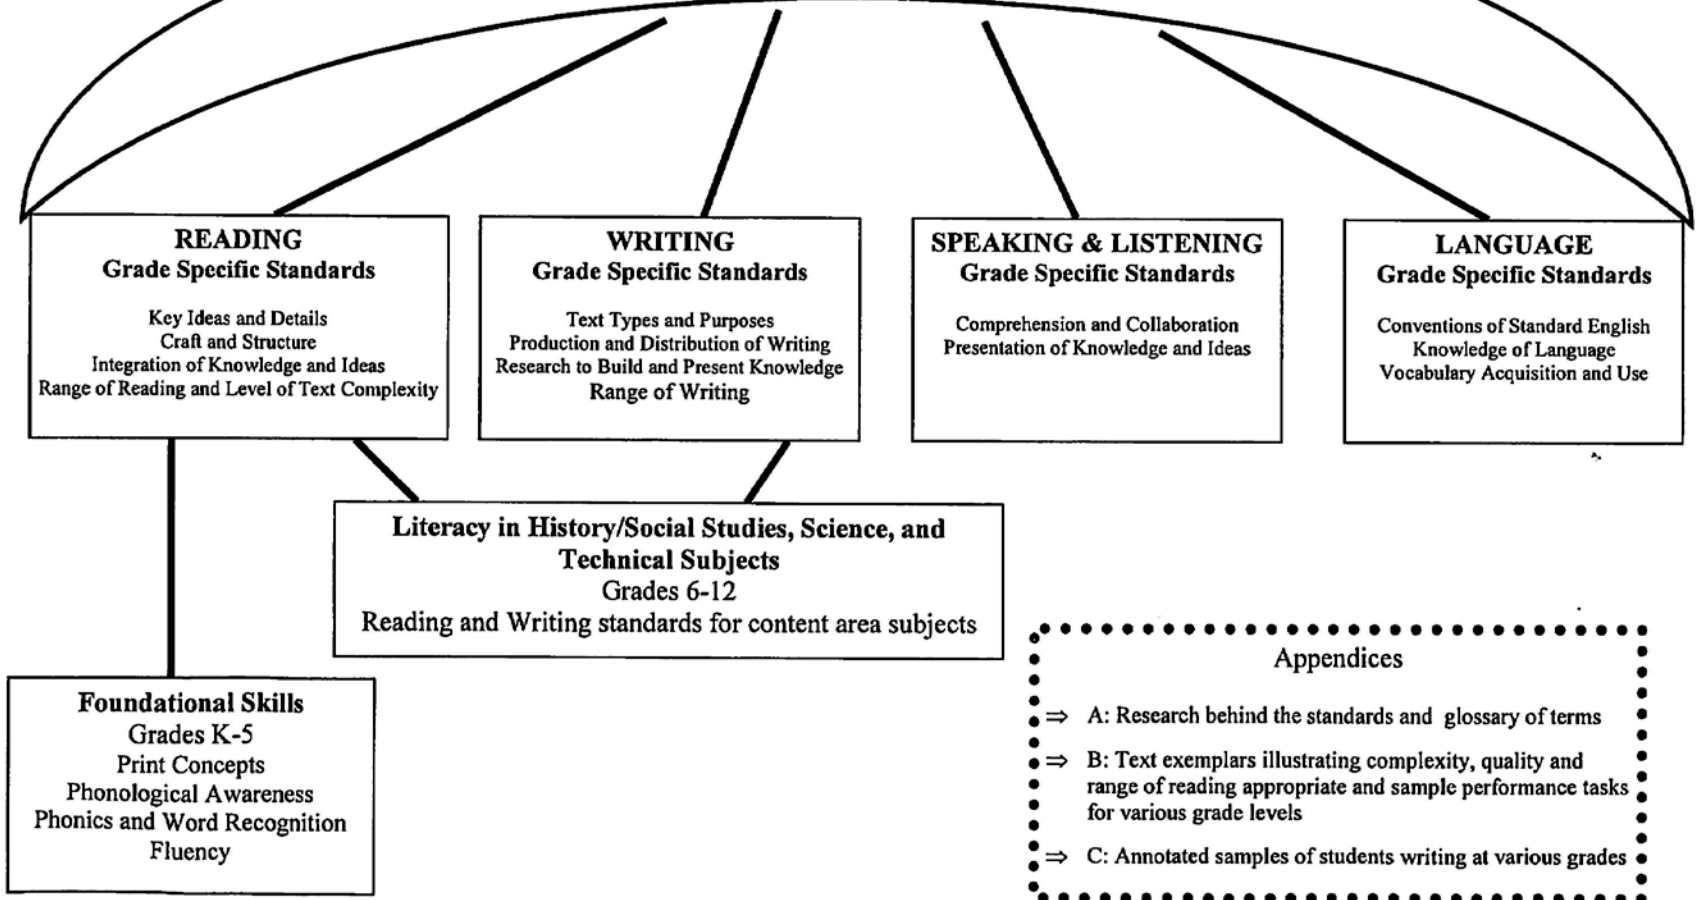 READING
Grade Specific Standards
Key Ideas and Details
Craft and Structure
Integration of Knowledge and Ideas
Range of Reading and Level of Text Complexity
WRITING
Grade Specific Standards
Text Types and Purposes
Production and Distribution of Writing
Research to Build and Present Knowledge
Range of Writing
SPEAKING & LISTENING
Grade Specific Standards
Comprehension and Collaboration
Presentation of Knowledge and Ideas
LANGUAGE
Grade Specific Standards
Conventions of Standard English
Knowledge of Language
Vocabulary Acquisition and Use
Literacy in History/Social Studies, Science, and
Technical Subjects
Grades 6-12
Reading and Writing standards for content area subjects
Foundational Skills
Grades K-5
Print Concepts
Phonological Awareness
Phonics and Word Recognition
Fluency
Appendices
⇒ A: Research behind the standards and glossary of terms
⇒ B: Text exemplars illustrating complexity, quality and
range of reading appropriate and sample performance tasks
for various grade levels
⇒ C: Annotated samples of students writing at various grades